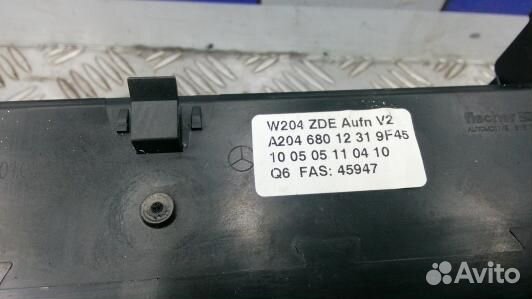 W204 ZDE Aufn V2
A204 680 12 31 9F45
10 05 05 11 04 10
Q6 FAS: 45947
fischer
AUTOMOTIVE
Avito